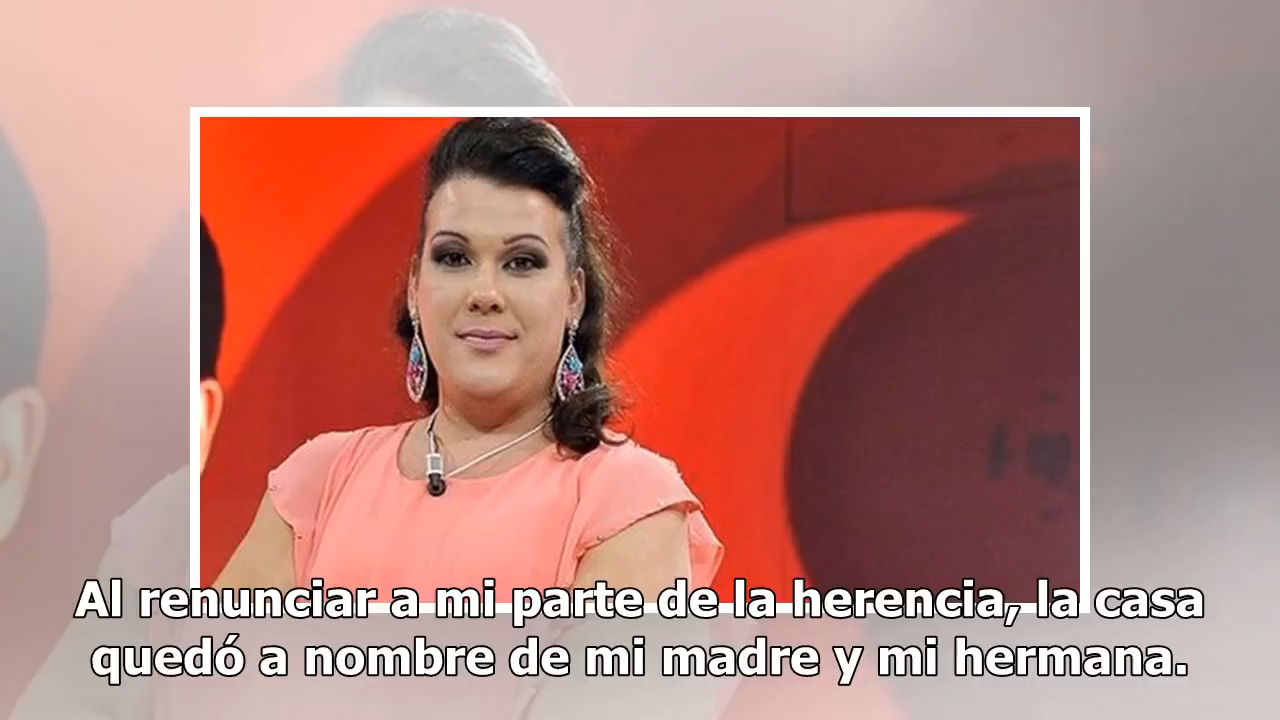 Al renunciar a mi parte de la herencia, la casa
quedó a nombre de mi madre y mi hermana.